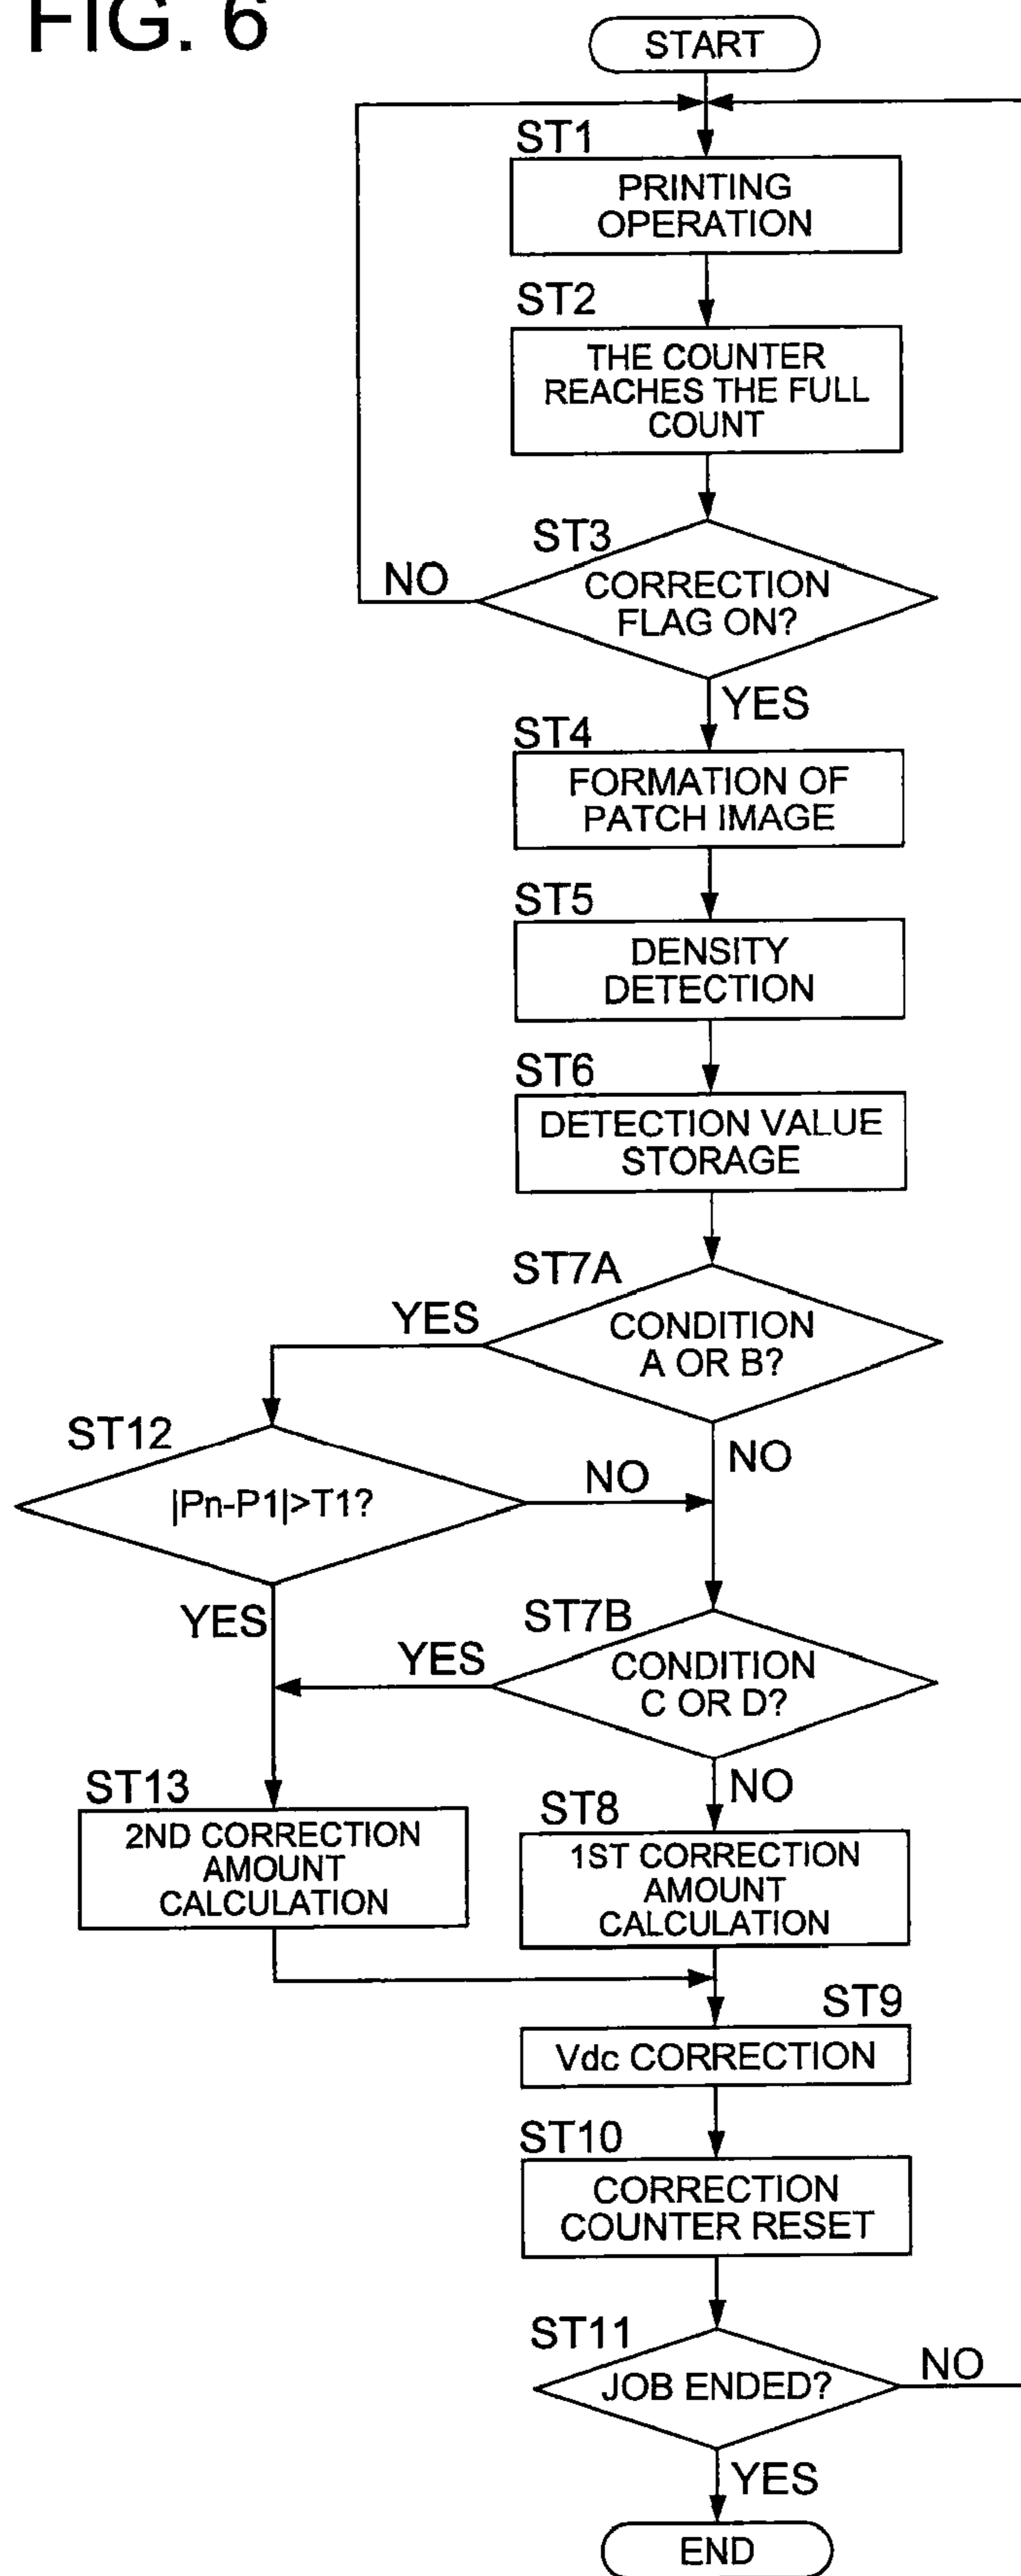 FIG. 6
START
ST1
PRINTING
OPERATION
ST2
THE COUNTER
REACHES THE FULL
COUNT
ST3
NO
CORRECTION
FLAG ON?
YES
ST4
FORMATION OF
PATCH IMAGE
ST5
DENSITY
DETECTION
ST6
DETECTION VALUE
STORAGE
ST7A
YES
CONDITION
A OR B?
NO
ST12
|Pn-P1|>T1?
NO
YES
ST7B
YES
CONDITION
C OR D?
NO
ST13
2ND CORRECTION
AMOUNT
CALCULATION
ST8
1ST CORRECTION
AMOUNT
CALCULATION
ST9
Vdc CORRECTION
ST10
CORRECTION
COUNTER RESET
ST11
JOB ENDED?
NO
YES
END